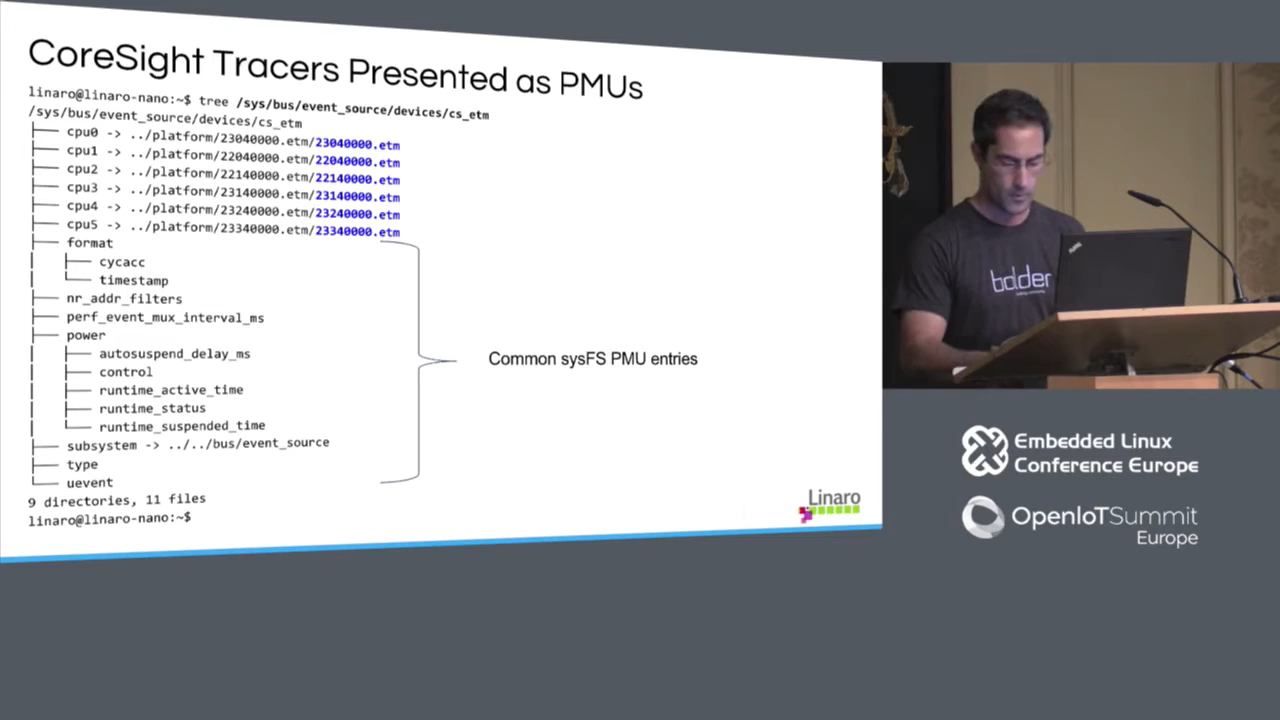 CoreSight Tracers Presented as PMUs
linaro@linaro-nano:~$ tree /sys/bus/event_source/devices/cs_etm
/sys/bus/event_source/devices/cs_etm
├── cpu0 -> ../platform/23040000.etm/23040000.etm
├── cpu1 -> ../platform/22040000.etm/22040000.etm
├── cpu2 -> ../platform/22140000.etm/22140000.etm
├── cpu3 -> ../platform/23140000.etm/23140000.etm
├── cpu4 -> ../platform/23240000.etm/23240000.etm
├── cpu5 -> ../platform/23340000.etm/23340000.etm
├── format
│   ├── cycacc
│   └── timestamp
├── nr_addr_filters
├── perf_event_mux_interval_ms
├── power
│   ├── autosuspend_delay_ms
│   ├── control
│   ├── runtime_active_time
│   ├── runtime_status
│   └── runtime_suspended_time
├── subsystem -> ../../bus/event_source
├── type
└── uevent
9 directories, 11 files
linaro@linaro-nano:~$
Common sysFS PMU entries
Linaro
ThinkPad
Embedded Linux
Conference Europe
OpenIoTSummit
Europe